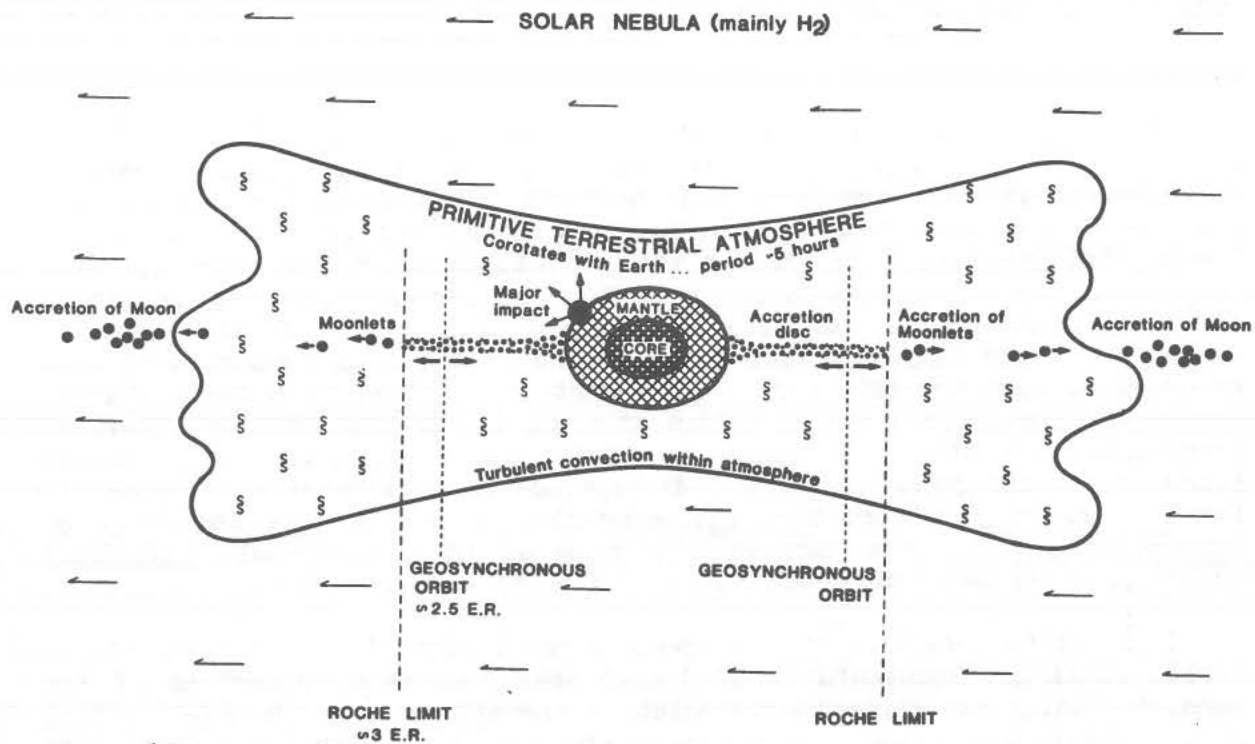 SOLAR NEBULA (mainly H2)
PRIMITIVE TERRESTRIAL ATMOSPHERE
Corotates with Earth ... period ~5 hours
Major
impact
MANTLE
CORE
Accretion
disc
Accretion of Moon
Moonlets
Accretion of
Moonlets
Accretion of Moon
Turbulent convection within atmosphere
GEOSYNCHRONOUS
ORBIT
~2.5 E.R.
GEOSYNCHRONOUS
ORBIT
ROCHE LIMIT
~3 E.R.
ROCHE LIMIT